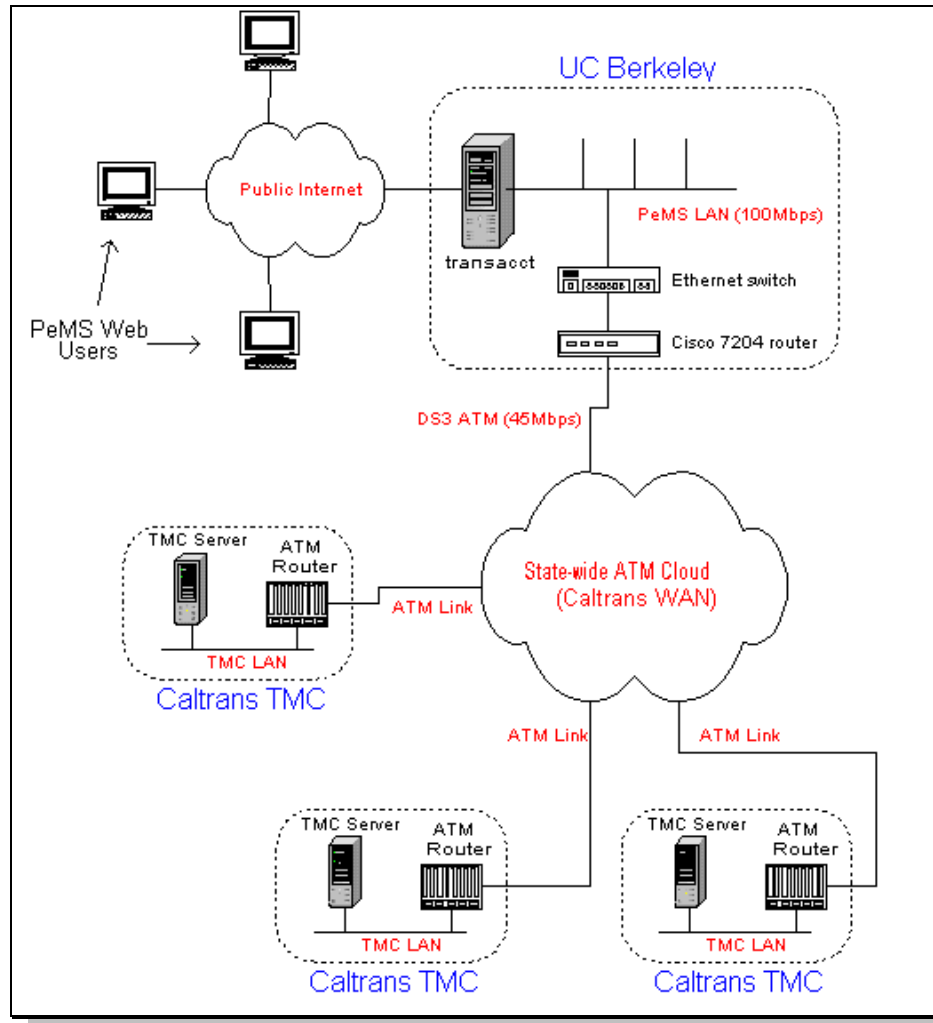 UC Berkeley
Public Internet
PeMS LAN (100Mbps)
transacct
Ethernet switch
PeMS Web
Users
Cisco 7204 router
DS3 ATM (45Mbps)
TMC Server
ATM
Router
State-wide ATM Cloud
(Caltrans WAN)
ATM Link
TMC LAN
Caltrans TMC
ATM Link
ATM Link
TMC Server
ATM
Router
TMC LAN
Caltrans TMC
TMC Server
ATM
Router
TMC LAN
Caltrans TMC